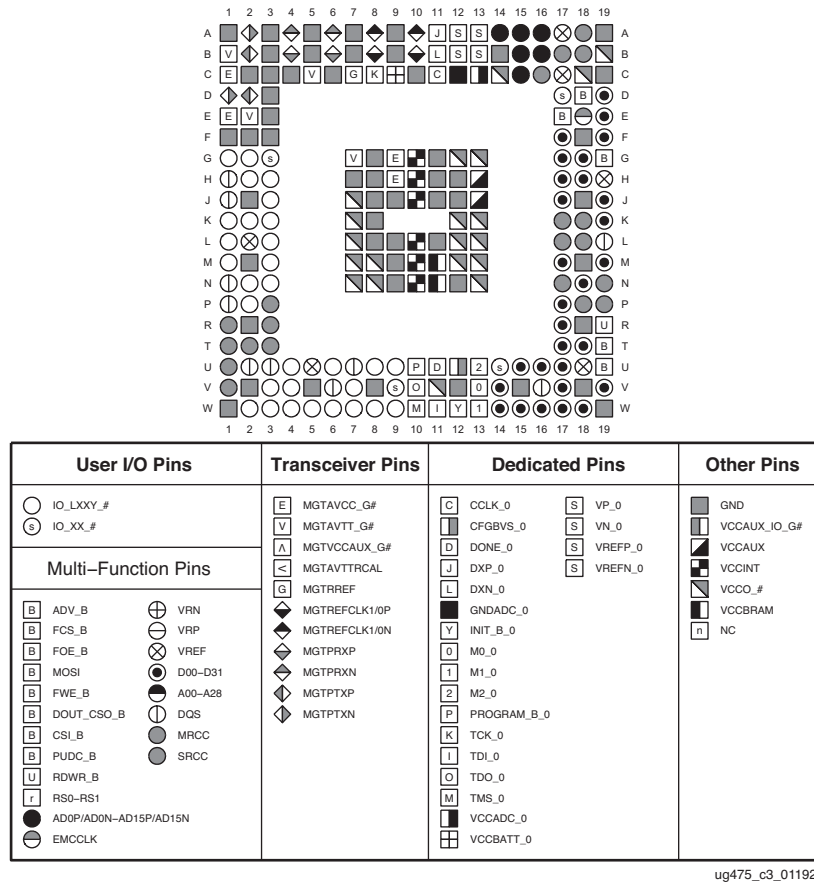 1 2 3 4 5 6 7 8 9 10 11 12 13 14 15 16 17 18 19
A J S S A
B V L S S B
C E V G K C C
D s B D
E E V B E
F F
G s V E B G
H E H
J J
K K
L L
M M
N N
P P
R U R
T B T
U P D 2 s B U
V s O 0 V
W M I Y 1 W
1 2 3 4 5 6 7 8 9 10 11 12 13 14 15 16 17 18 19
User I/O Pins
IO_LXXY_#
s IO_XX_#
Multi–Function Pins
B ADV_B
B FCS_B
B FOE_B
B MOSI
B FWE_B
B DOUT_CSO_B
B CSI_B
B PUDC_B
U RDWR_B
r RS0–RS1
AD0P/AD0N–AD15P/AD15N
EMCCLK
VRN
VRP
VREF
D00–D31
A00–A28
DQS
MRCC
SRCC
Transceiver Pins
E MGTAVCC_G#
V MGTAVTT_G#
MGTVCCAUX_G#
MGTAVTTRCAL
G MGTRREF
MGTREFCLK1/0P
MGTREFCLK1/0N
MGTPRXP
MGTPRXN
MGTPTXP
MGTPTXN
Dedicated Pins
C CCLK_0
CFGBVS_0
D DONE_0
J DXP_0
L DXN_0
GNDADC_0
Y INIT_B_0
0 M0_0
1 M1_0
2 M2_0
P PROGRAM_B_0
K TCK_0
I TDI_0
O TDO_0
M TMS_0
VCCADC_0
VCCBATT_0
S VP_0
S VN_0
S VREFP_0
S VREFN_0
Other Pins
GND
VCCAUX_IO_G#
VCCAUX
VCCINT
VCCO_#
VCCBRAM
n NC